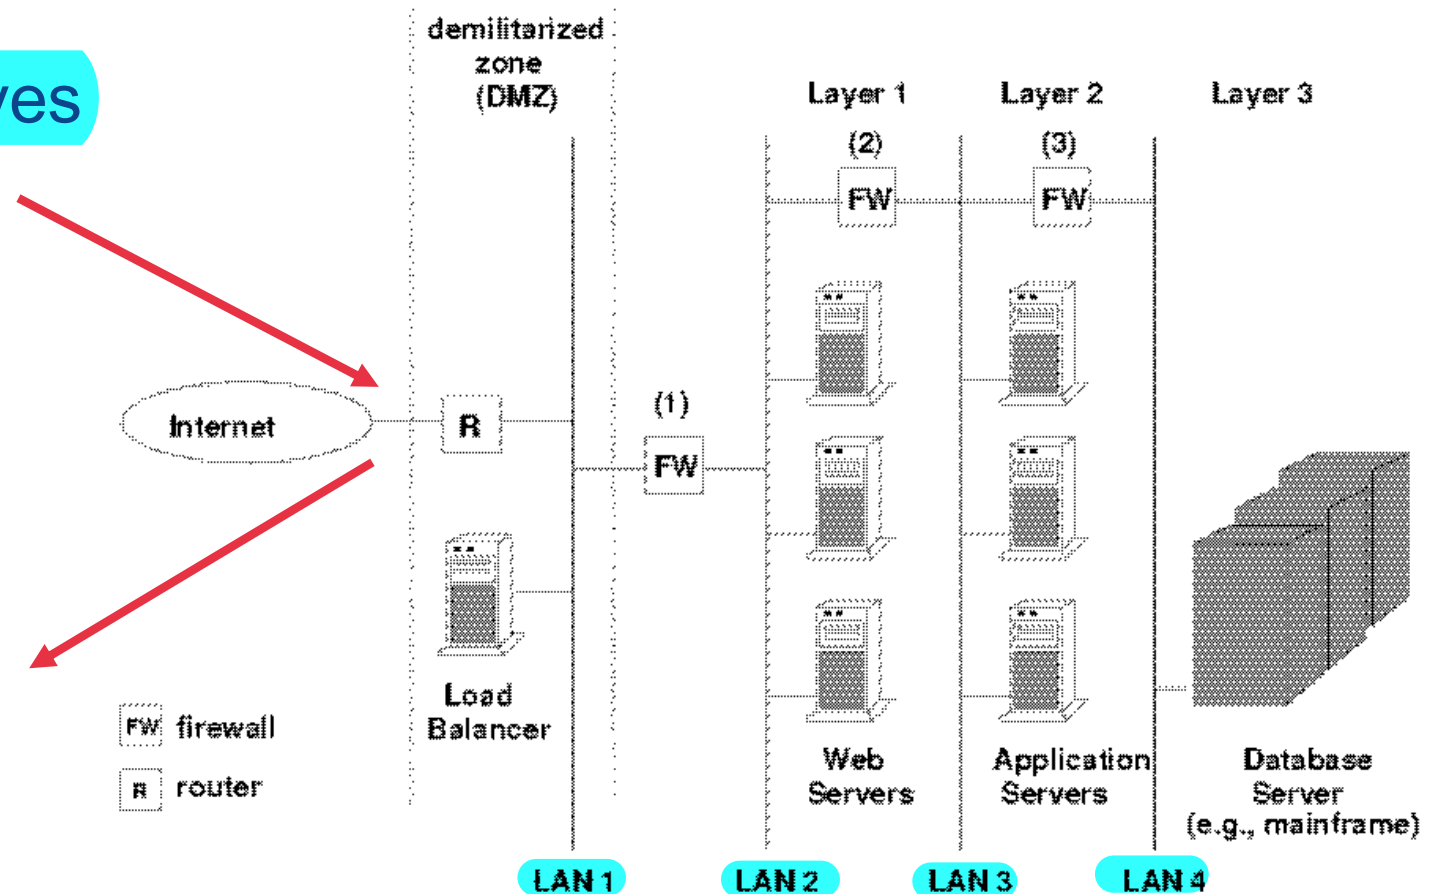 demilitarized
zone
(DMZ)
Layer 1
Layer 2
Layer 3
(2)
(3)
FW
FW
Internet
R
(1)
FW
Load
Balancer
FW firewall
R router
Web
Servers
Application
Servers
Database
Server
(e.g., mainframe)
LAN 1
LAN 2
LAN 3
LAN 4